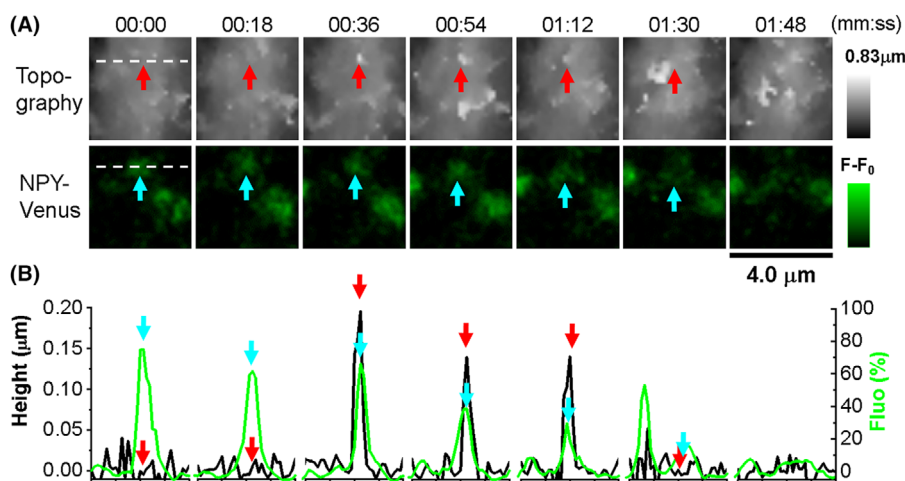 (A) 00:00 00:18 00:36 00:54 01:12 01:30 01:48 (mm:ss)
Topo-
graphy
0.83μm
NPY-
Venus
F-F₀
4.0 μm
(B)
Height (μm)
0.20
0.15
0.10
0.05
0.00
100
80
60
40
20
0
Fluo (%)